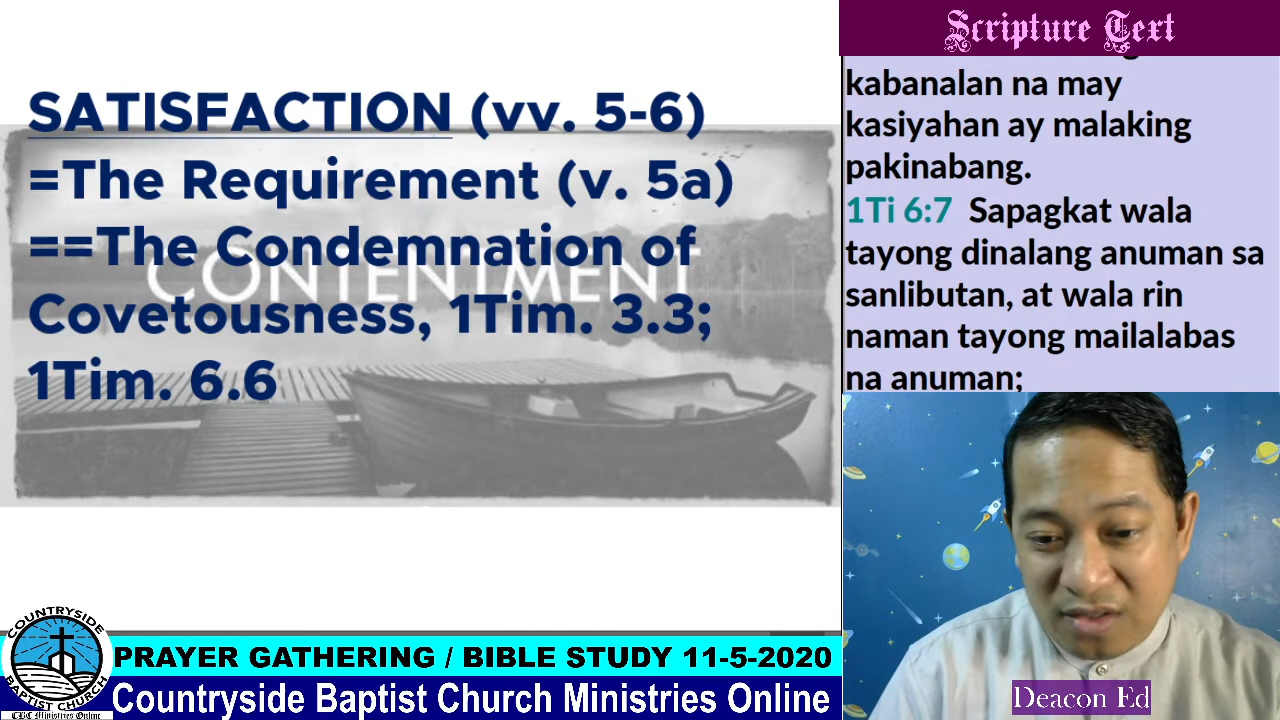 SATISFACTION (vv. 5-6)
=The Requirement (v. 5a)
==The Condemnation of
Covetousness, 1Tim. 3.3;
1Tim. 6.6
CONTENTMENT
Scripture Text
kabanalan na may
kasiyahan ay malaking
pakinabang.
1Ti 6:7 Sapagkat wala
tayong dinalang anuman sa
sanlibutan, at wala rin
naman tayong mailalabas
na anuman;
Deacon Ed
COUNTRYSIDE
BAPTIST CHURCH
CBC Ministries Online
PRAYER GATHERING / BIBLE STUDY 11-5-2020
Countryside Baptist Church Ministries Online